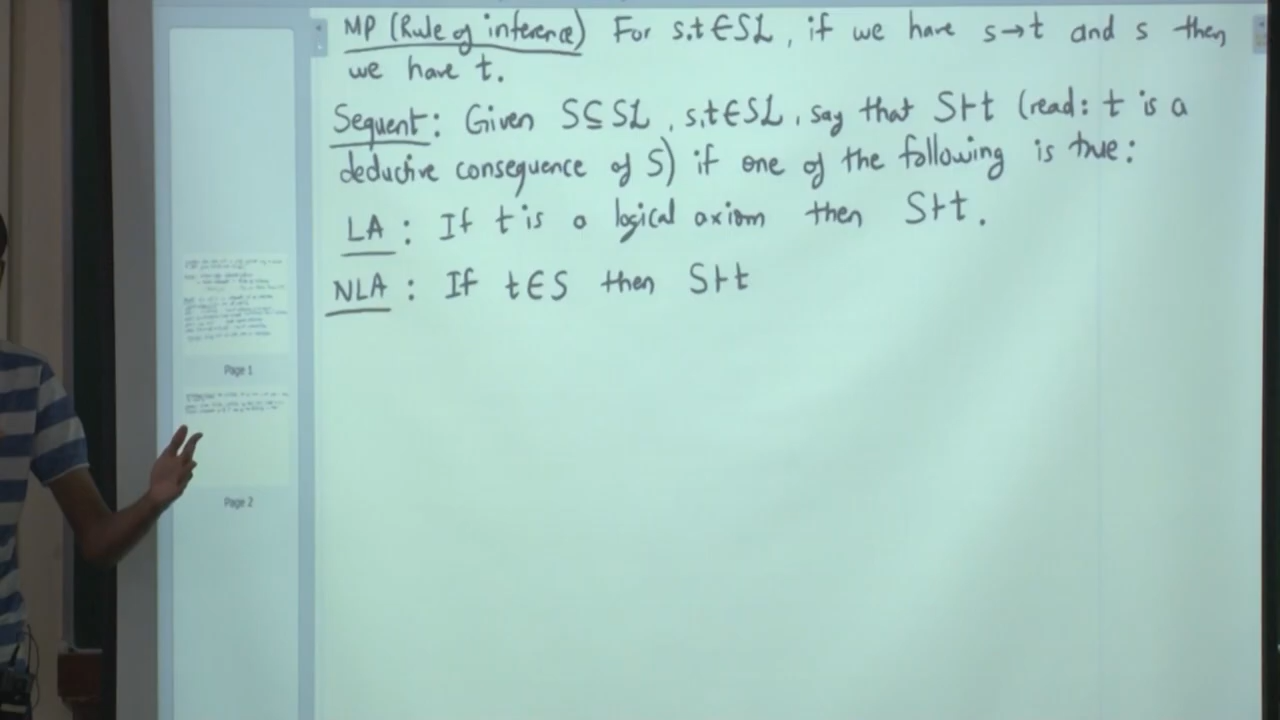 MP (Rule of inference) For s,t ∈ SL, if we have s→t and s then
we have t.
Sequent: Given S ⊆ SL, s,t ∈ SL, say that S⊢t (read: t is a
deductive consequence of S) if one of the following is true:
LA : If t is a logical axiom then S⊢t.
NLA : If t ∈ S then S⊢t
Page 1
Page 2